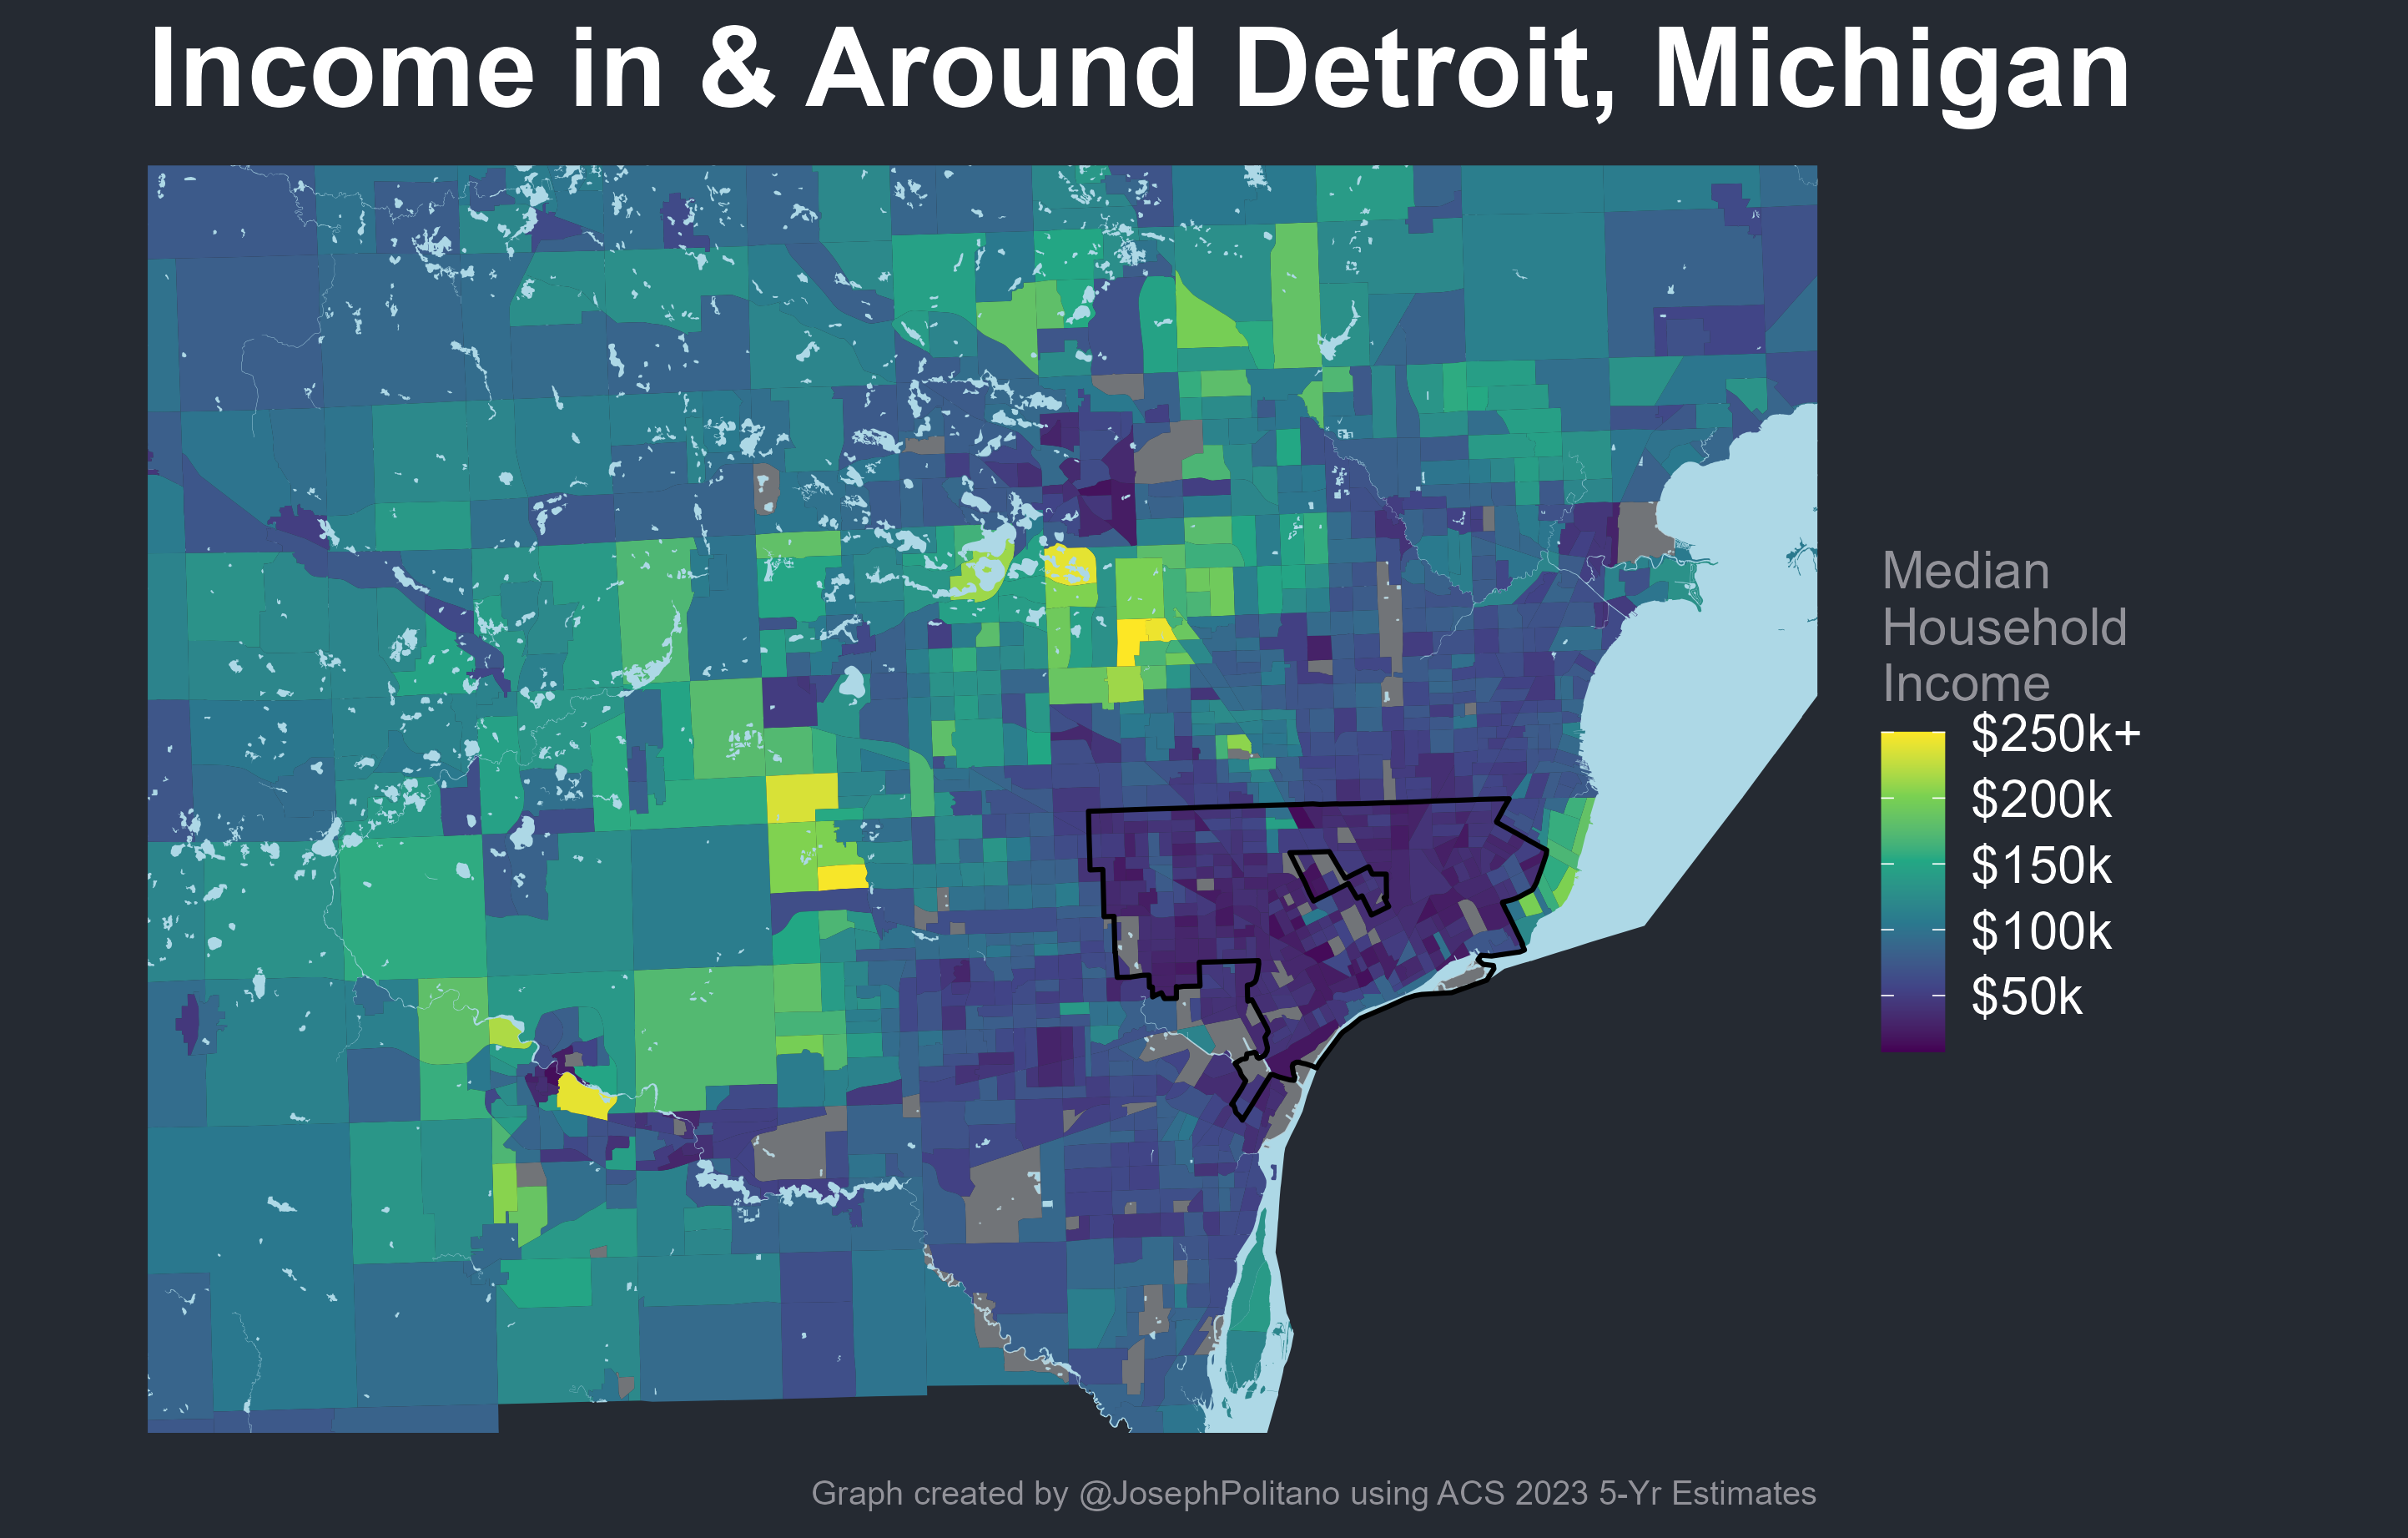 Income in & Around Detroit, Michigan
Median
Household
Income
$250k+
$200k
$150k
$100k
$50k
Graph created by @JosephPolitano using ACS 2023 5-Yr Estimates